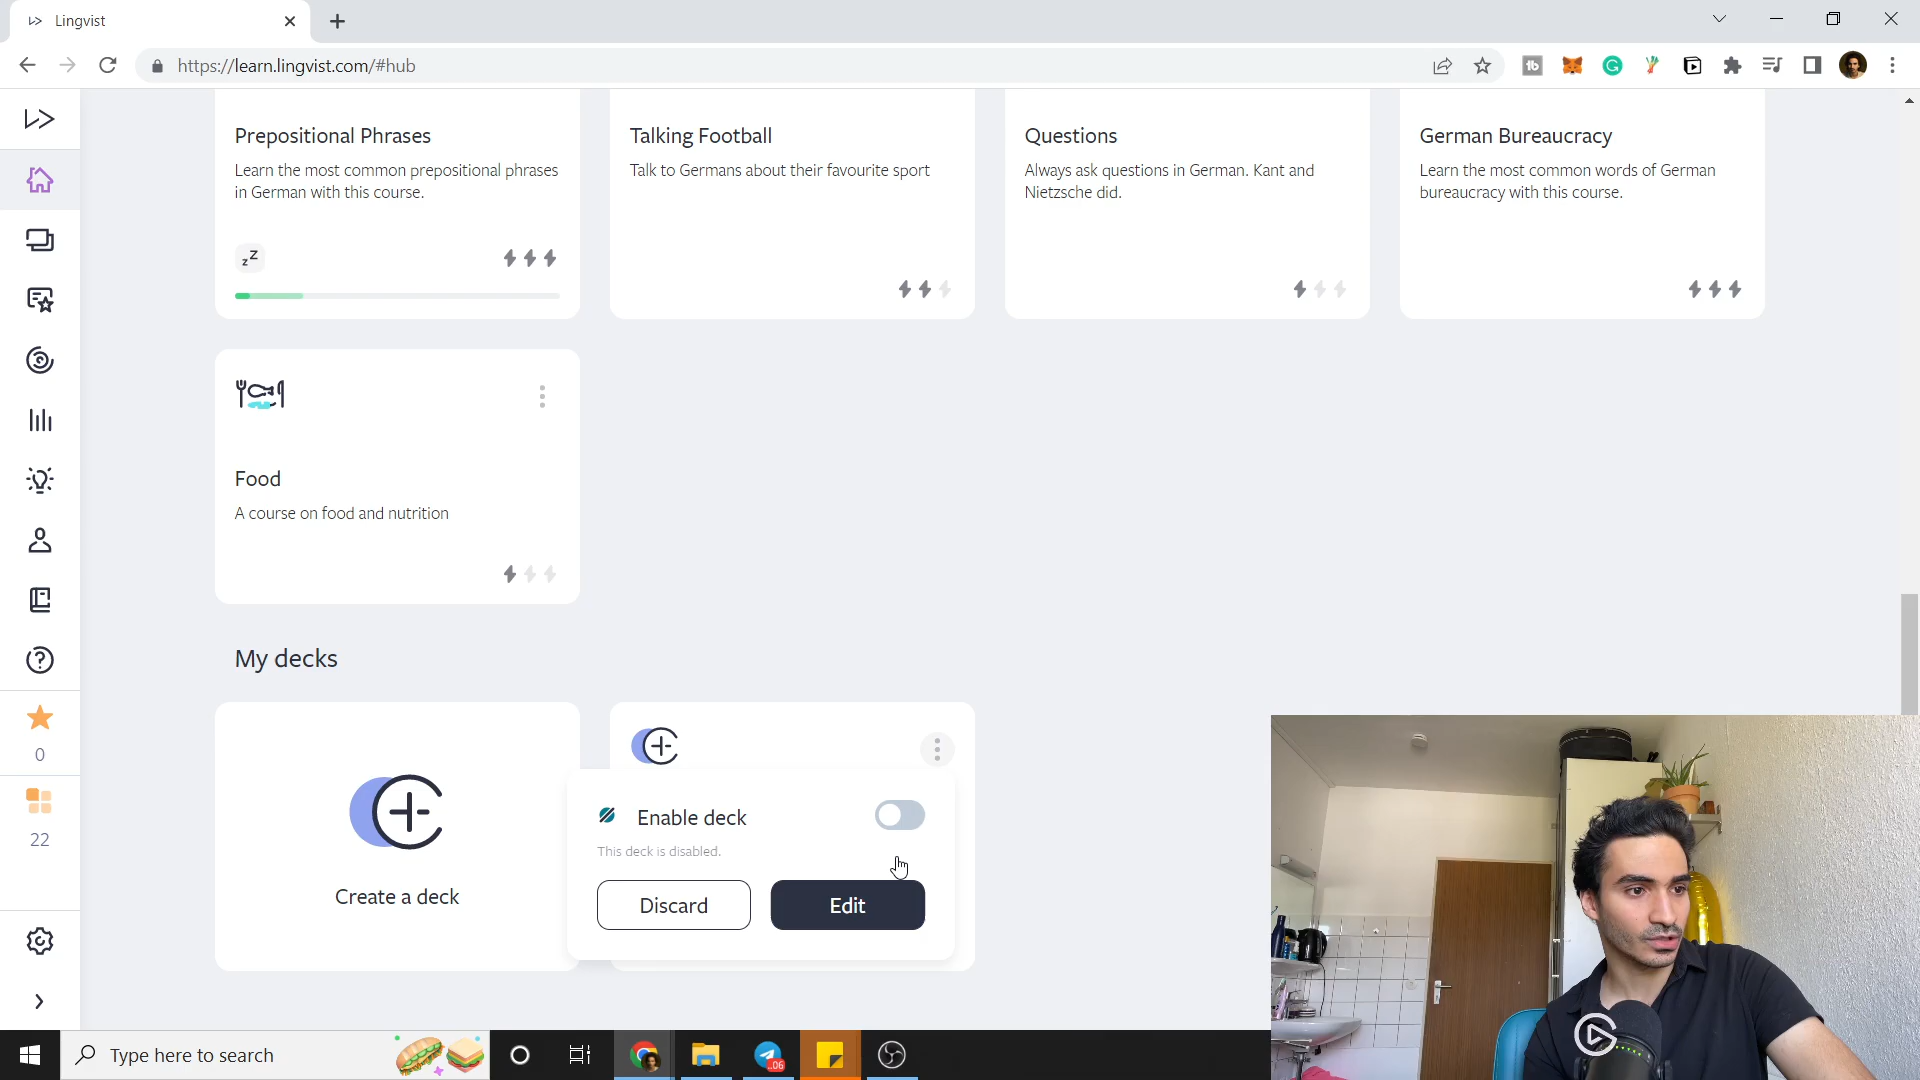 Lingvist
https://learn.lingvist.com/#hub
Prepositional Phrases
Learn the most common prepositional phrases
in German with this course.
zZ
Talking Football
Talk to Germans about their favourite sport
Questions
Always ask questions in German. Kant and
Nietzsche did.
German Bureaucracy
Learn the most common words of German
bureaucracy with this course.
Food
A course on food and nutrition
My decks
Create a deck
Enable deck
This deck is disabled.
Discard
Edit
0
22
Type here to search